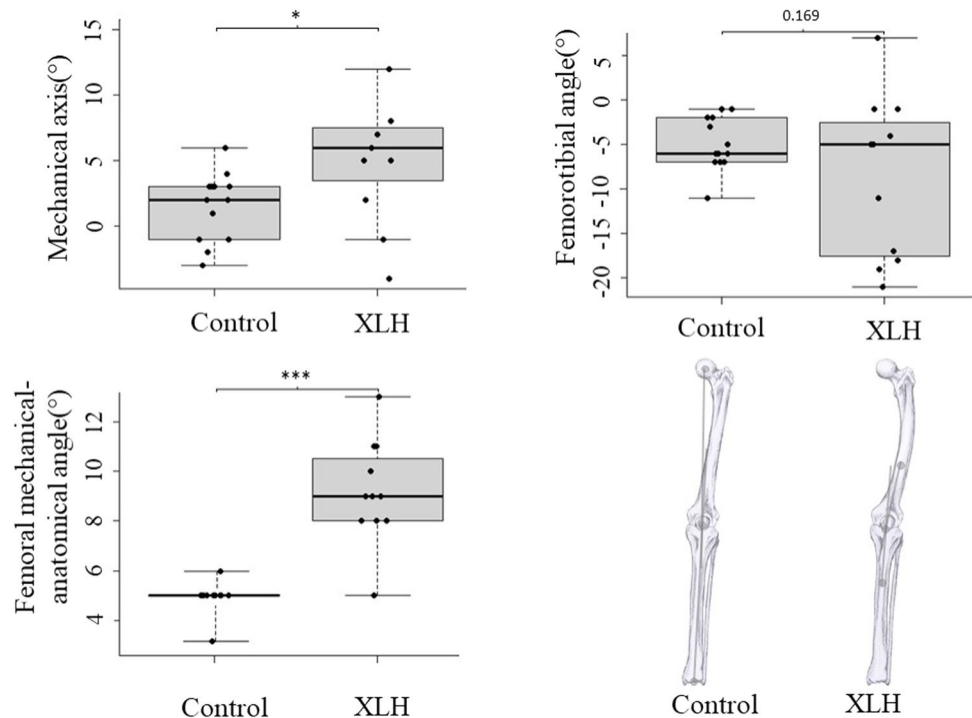 *
Mechanical axis(°)
15
10
5
0
Control
XLH
0.169
Femorotibial angle(°)
5
0
-5
-10
-15
-20
Control
XLH
***
Femoral mechanical-
anatomical angle(°)
12
10
8
6
4
Control
XLH
Control
XLH